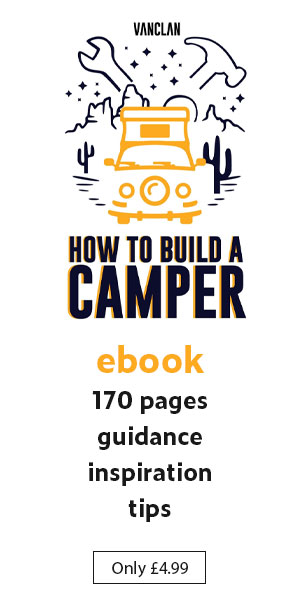 VANCLAN
HOW TO BUILD A
CAMPER
ebook
170 pages
guidance
inspiration
tips
Only £4.99